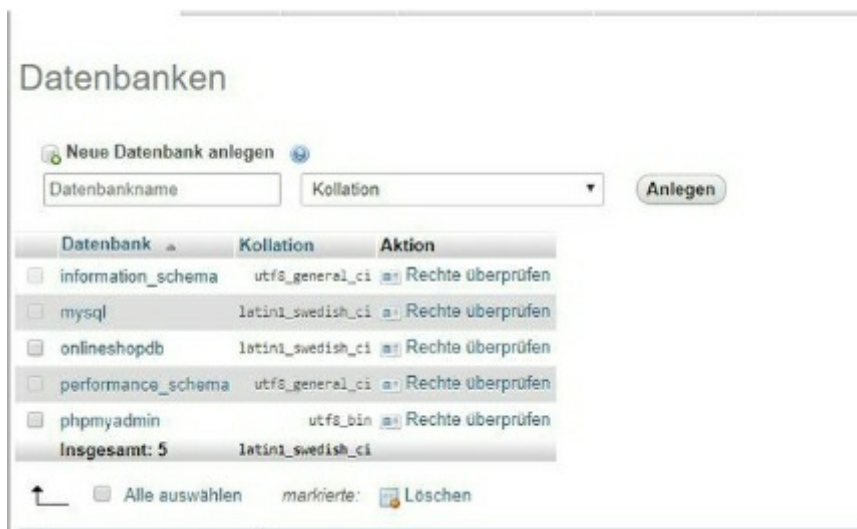 Datenbanken
Neue Datenbank anlegen
Datenbankname Kollation Anlegen
Datenbank Kollation Aktion
information_schema utf8_general_ci Rechte überprüfen
mysql latin1_swedish_ci Rechte überprüfen
onlineshopdb latin1_swedish_ci Rechte überprüfen
performance_schema utf8_general_ci Rechte überprüfen
phpmyadmin utf8_bin Rechte überprüfen
Insgesamt: 5 latin1_swedish_ci
Alle auswählen markierte: Löschen